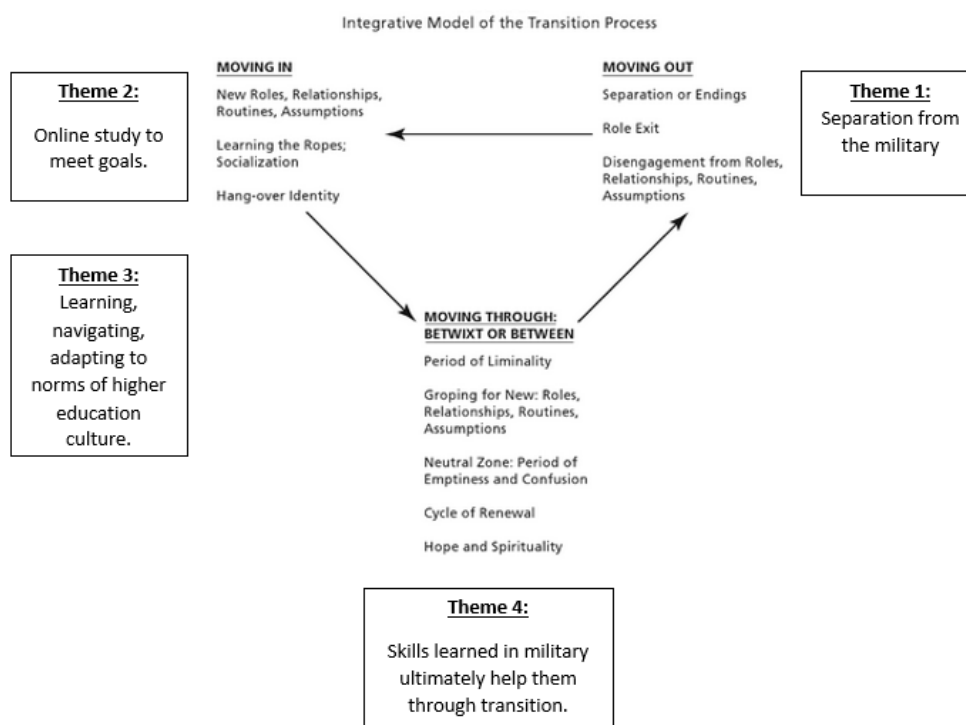 Integrative Model of the Transition Process
Theme 2:
Online study to
meet goals.
MOVING IN
New Roles, Relationships,
Routines, Assumptions
Learning the Ropes;
Socialization
Hang-over Identity
MOVING OUT
Separation or Endings
Role Exit
Disengagement from Roles,
Relationships, Routines,
Assumptions
Theme 1:
Separation from
the military
Theme 3:
Learning,
navigating,
adapting to
norms of higher
education
culture.
MOVING THROUGH:
BETWIXT OR BETWEEN
Period of Liminality
Groping for New: Roles,
Relationships, Routines,
Assumptions
Neutral Zone: Period of
Emptiness and Confusion
Cycle of Renewal
Hope and Spirituality
Theme 4:
Skills learned in military
ultimately help them
through transition.